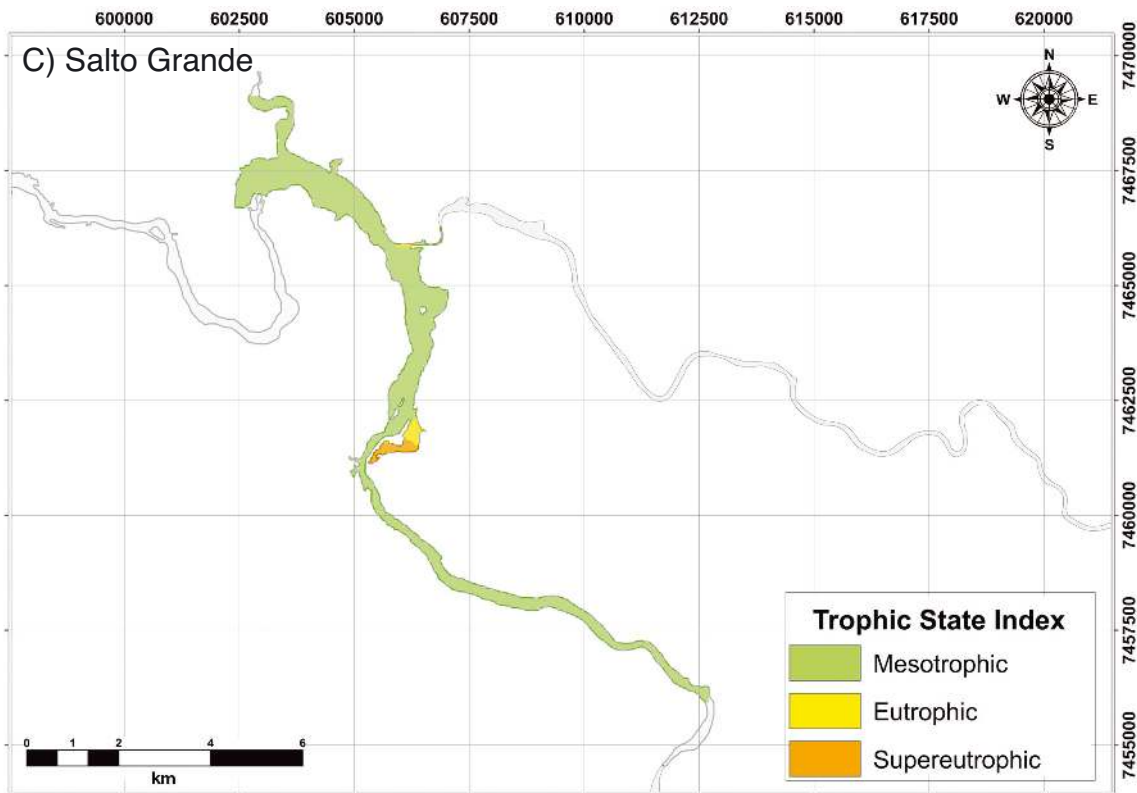 600000 602500 605000 607500 610000 612500 615000 617500 620000
C) Salto Grande
N
W E
S
7470000
7467500
7465000
7462500
7460000
7457500
7455000
Trophic State Index
Mesotrophic
Eutrophic
Supereutrophic
0 1 2 4 6
km